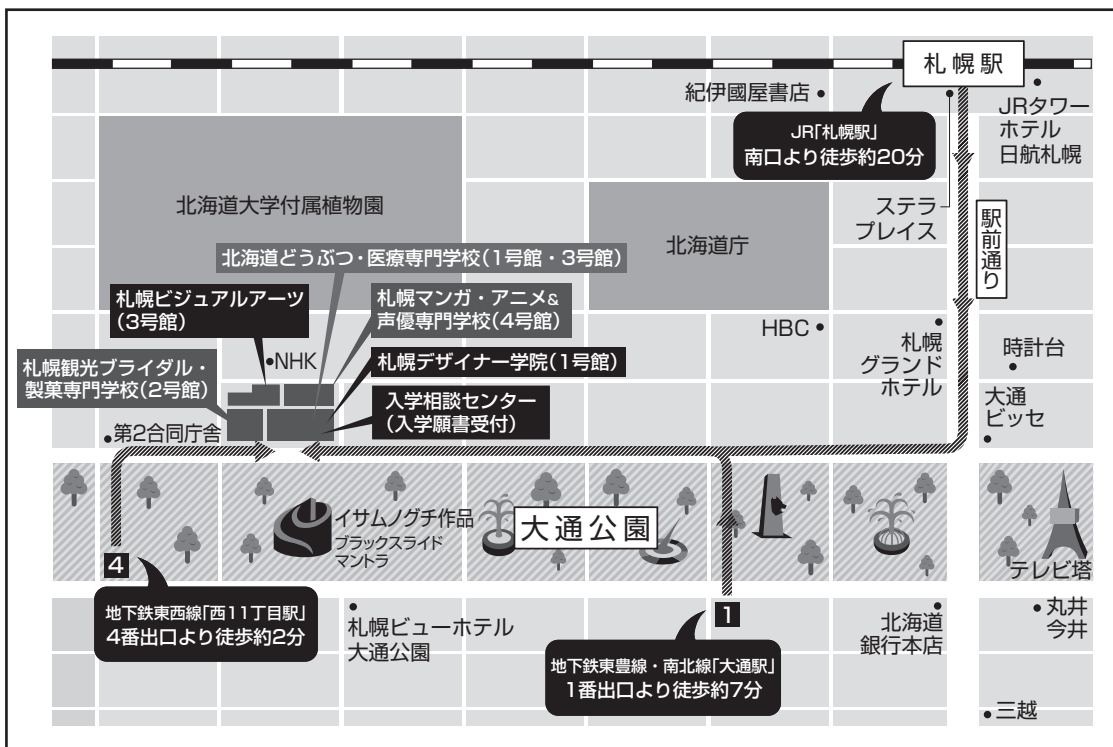 札幌駅
紀伊國屋書店
JRタワー
ホテル
日航札幌
JR「札幌駅」
南口より徒歩約20分
北海道大学付属植物園
北海道庁
ステラ
プレイス
駅前通り
北海道どうぶつ・医療専門学校(1号館・3号館)
札幌ビジュアルアーツ
(3号館)
札幌マンガ・アニメ&
声優専門学校(4号館)
HBC
札幌
グランド
ホテル
時計台
NHK
札幌観光ブライダル・
製菓専門学校(2号館)
札幌デザイナー学院(1号館)
入学相談センター
(入学願書受付)
大通
ビッセ
第2合同庁舎
イサムノグチ作品
ブラックスライド
マントラ
大通公園
テレビ塔
4
地下鉄東西線「西11丁目駅」
4番出口より徒歩約2分
札幌ビューホテル
大通公園
1
地下鉄東豊線・南北線「大通駅」
1番出口より徒歩約7分
北海道
銀行本店
丸井
今井
三越